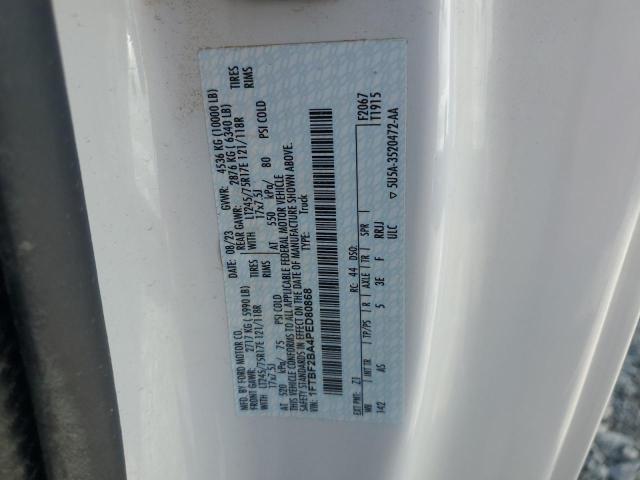 MFD. BY FORD MOTOR CO.
DATE: 08/23 GVWR: 4536 KG (10000 LB)
FRONT GAWR: 2717 KG (5990 LB) REAR GAWR: 2876 KG (6340 LB)
LT245/75R17E 121/118R TIRES WITH LT245/75R17E 121/118R TIRES
17x7.5J RIMS 17x7.5J RIMS
AT 520 kPa/ 75 PSI COLD AT 550 kPa/ 80 PSI COLD
THIS VEHICLE CONFORMS TO ALL APPLICABLE FEDERAL MOTOR VEHICLE
SAFETY STANDARDS IN EFFECT ON THE DATE OF MANUFACTURE SHOWN ABOVE.
VIN: 1FTBF2BA4PED80868 TYPE: Truck
F2067
T1915
EXT PNT: Z1 RC: 44 DSO:
WB INT TR TP/PS R AXLE TR SPR
142 AS 5 3E F RRJJ
ULC
5U5A-3520472-AA